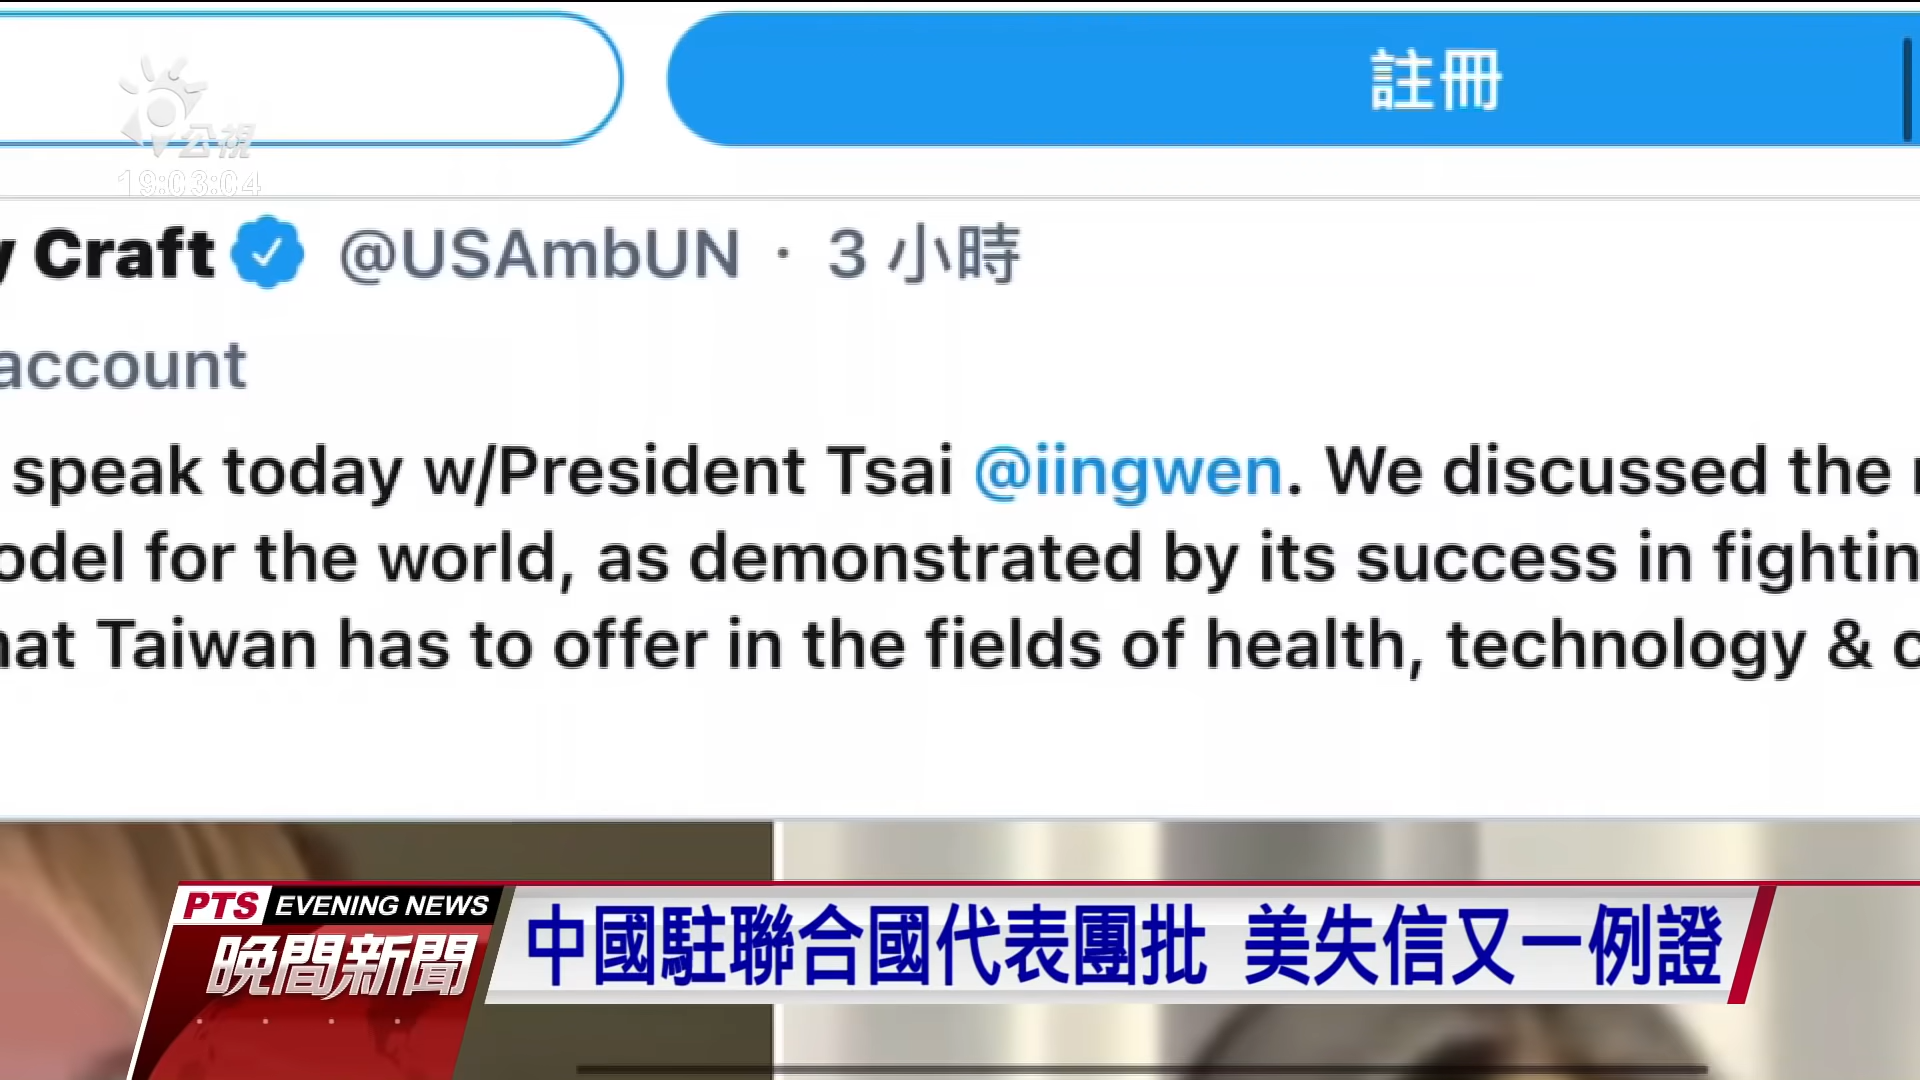 註冊
公視
19:03:04
y Craft @USAmbUN · 3 小時
account
speak today w/President Tsai @iingwen. We discussed the
odel for the world, as demonstrated by its success in fightin
hat Taiwan has to offer in the fields of health, technology &
PTS EVENING NEWS
晚間新聞
中國駐聯合國代表團批 美失信又一例證